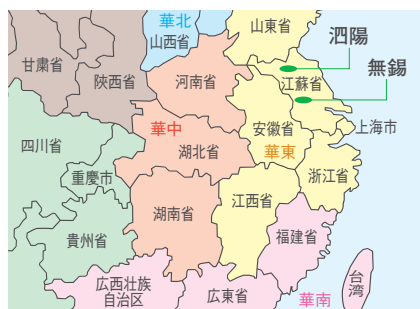 華北
山東省
泗陽
山西省
甘粛省
陝西省
河南省
江蘇省
無錫
華中
安徽省
上海市
四川省
湖北省
華東
重慶市
浙江省
湖南省
江西省
貴州省
福建省
広西壮族
自治区
広東省
華南
台湾